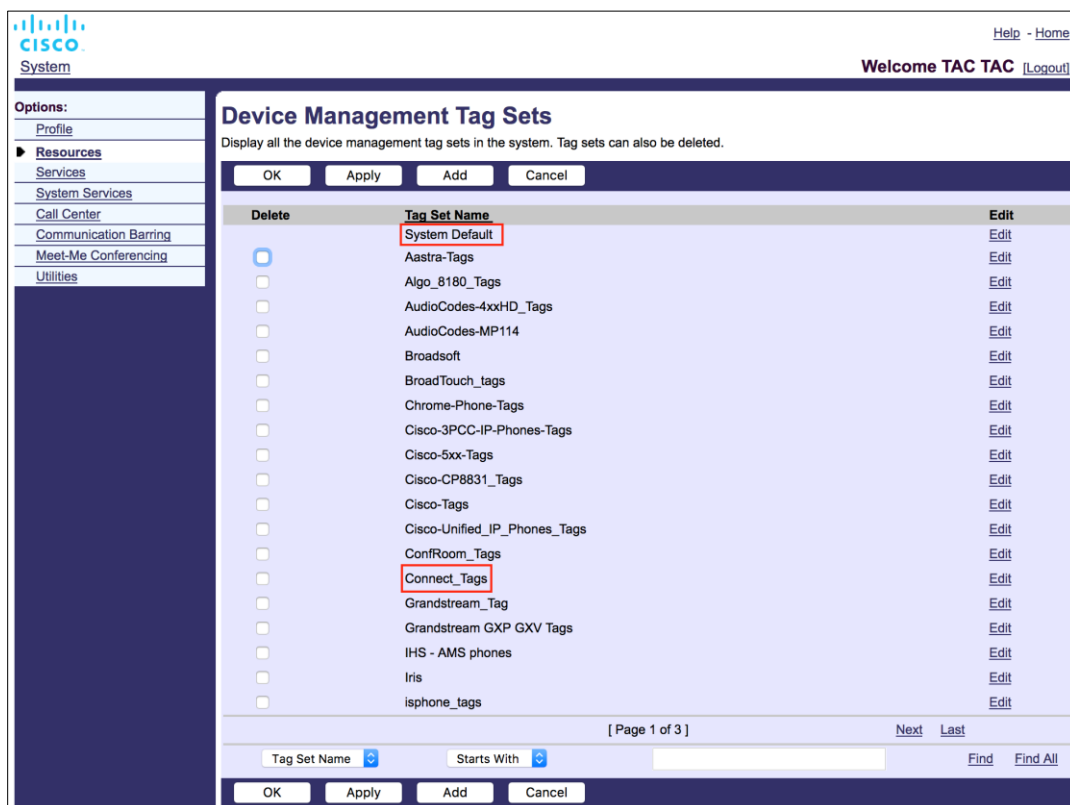 CISCO
Help - Home
System
Welcome TAC TAC [Logout]
Options:
Profile
Resources
Services
System Services
Call Center
Communication Barring
Meet-Me Conferencing
Utilities
Device Management Tag Sets
Display all the device management tag sets in the system. Tag sets can also be deleted.
OK Apply Add Cancel
Delete Tag Set Name Edit
System Default Edit
Aastra-Tags Edit
Algo_8180_Tags Edit
AudioCodes-4xxHD_Tags Edit
AudioCodes-MP114 Edit
Broadsoft Edit
BroadTouch_tags Edit
Chrome-Phone-Tags Edit
Cisco-3PCC-IP-Phones-Tags Edit
Cisco-5xx-Tags Edit
Cisco-CP8831_Tags Edit
Cisco-Tags Edit
Cisco-Unified_IP_Phones_Tags Edit
ConfRoom_Tags Edit
Connect_Tags Edit
Grandstream_Tag Edit
Grandstream GXP GXV Tags Edit
IHS - AMS phones Edit
Iris Edit
isphone_tags Edit
[ Page 1 of 3 ] Next Last
Tag Set Name Starts With Find Find All
OK Apply Add Cancel